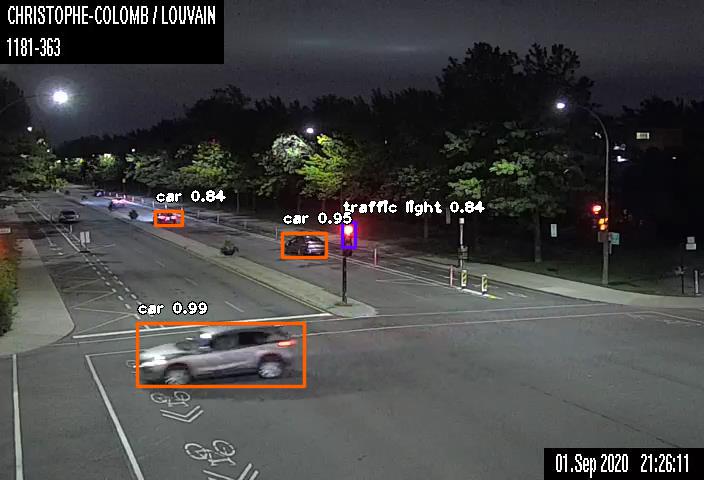 CHRISTOPHE-COLOMB / LOUVAIN
1181-363
car 0.84
car 0.95
traffic light 0.84
car 0.99
01.Sep 2020 21:26:11